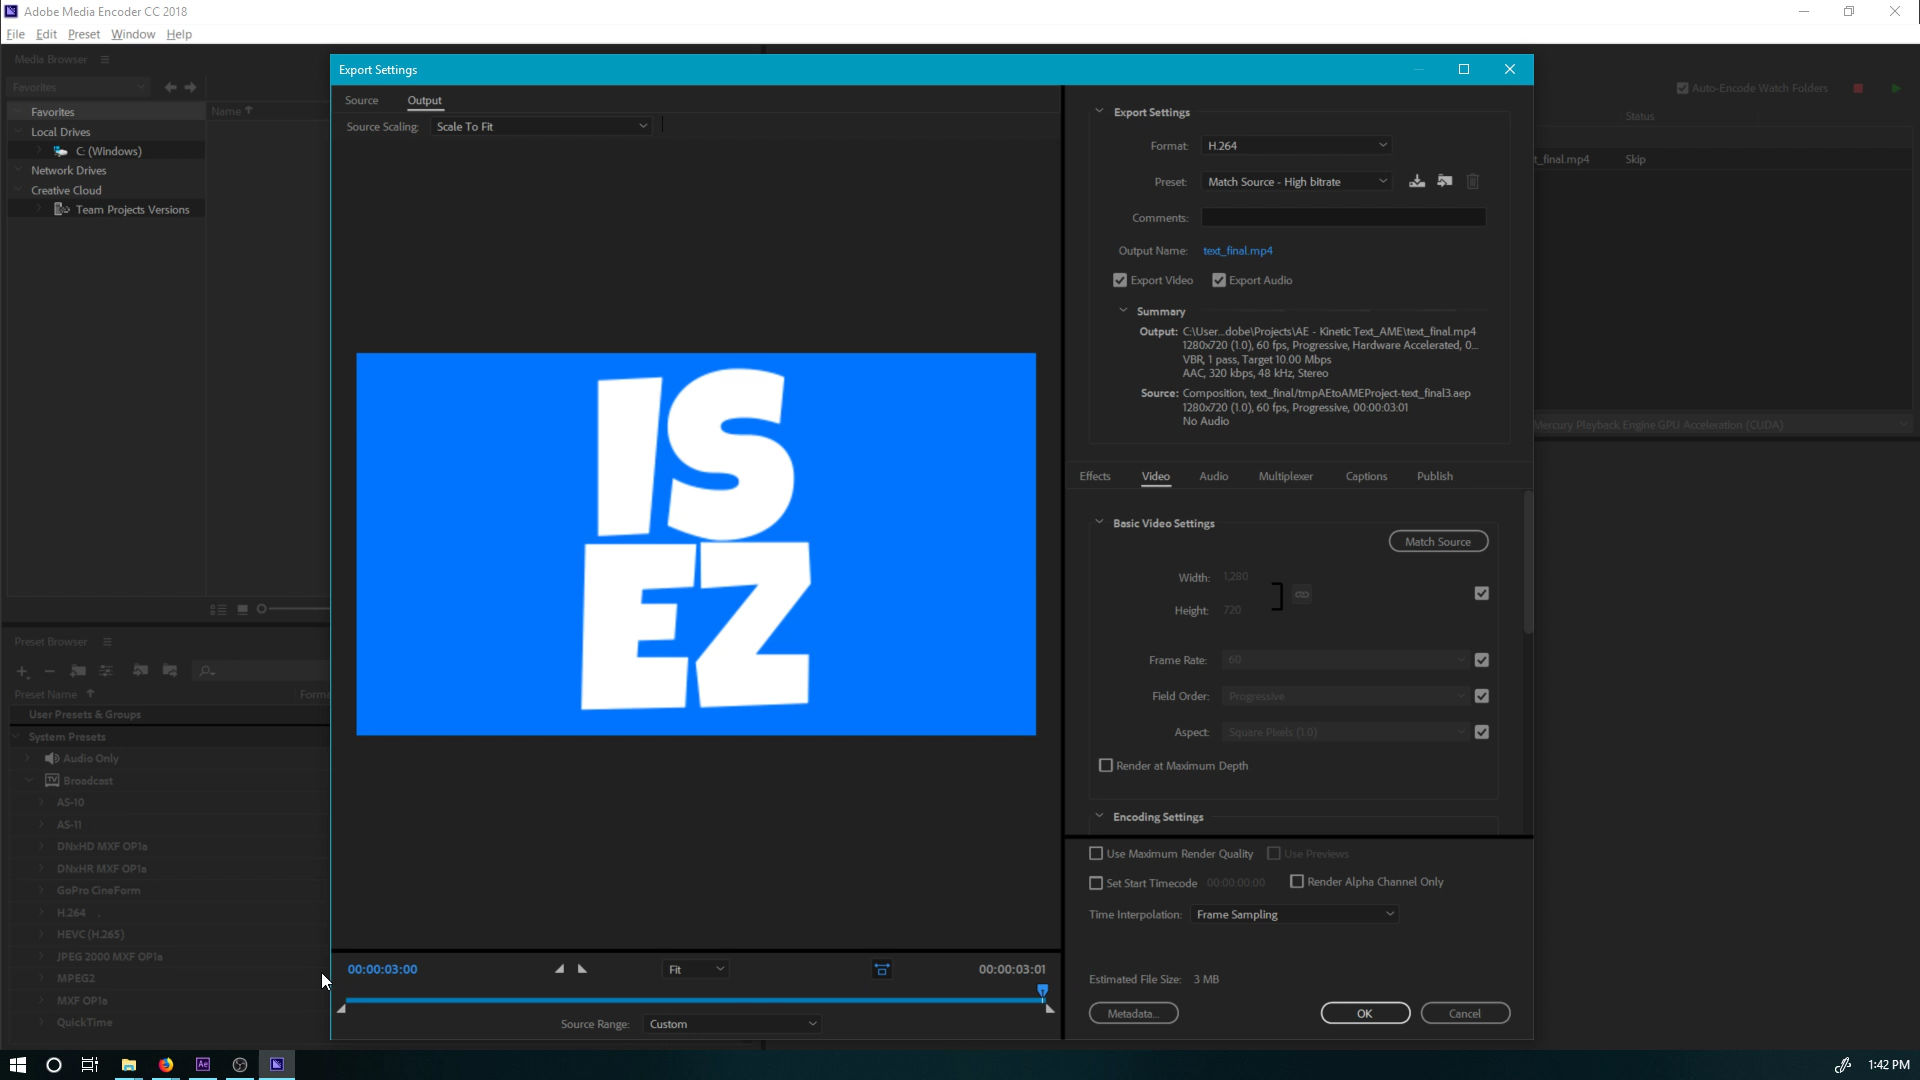 Adobe Media Encoder CC 2018
File Edit Preset Window Help
Media Browser
Favorites
Name
Favorites
Local Drives
C: (Windows)
Network Drives
Creative Cloud
Team Projects Versions
Preset Browser
Preset Name
Forma
User Presets & Groups
System Presets
Audio Only
Broadcast
AS-10
AS-11
DNxHD MXF OP1a
DNxHR MXF OP1a
GoPro CineForm
H.264
HEVC (H.265)
JPEG 2000 MXF OP1a
MPEG2
MXF OP1a
QuickTime
Export Settings
Source Output
Source Scaling: Scale To Fit
IS
EZ
00:00:03:00
Fit
00:00:03:01
Source Range: Custom
Export Settings
Format: H.264
Preset: Match Source - High bitrate
Comments:
Output Name: text_final.mp4
Export Video Export Audio
Summary
Output: C:\User...dobe\Projects\AE - Kinetic Text_AME\text_final.mp4
1280x720 (1.0), 60 fps, Progressive, Hardware Accelerated, 0...
VBR, 1 pass, Target 10.00 Mbps
AAC, 320 kbps, 48 kHz, Stereo
Source: Composition, text_final/tmpAEtoAMEProject-text_final3.aep
1280x720 (1.0), 60 fps, Progressive, 00:00:03:01
No Audio
Effects Video Audio Multiplexer Captions Publish
Basic Video Settings
Match Source
Width: 1,280
Height: 720
Frame Rate: 60
Field Order: Progressive
Aspect: Square Pixels (1.0)
Render at Maximum Depth
Encoding Settings
Use Maximum Render Quality Use Previews
Set Start Timecode 00:00:00:00 Render Alpha Channel Only
Time Interpolation: Frame Sampling
Estimated File Size: 3 MB
Metadata... OK Cancel
Auto-Encode Watch Folders
Status
t_final.mp4 Skip
Mercury Playback Engine GPU Acceleration (CUDA)
Ae
1:42 PM